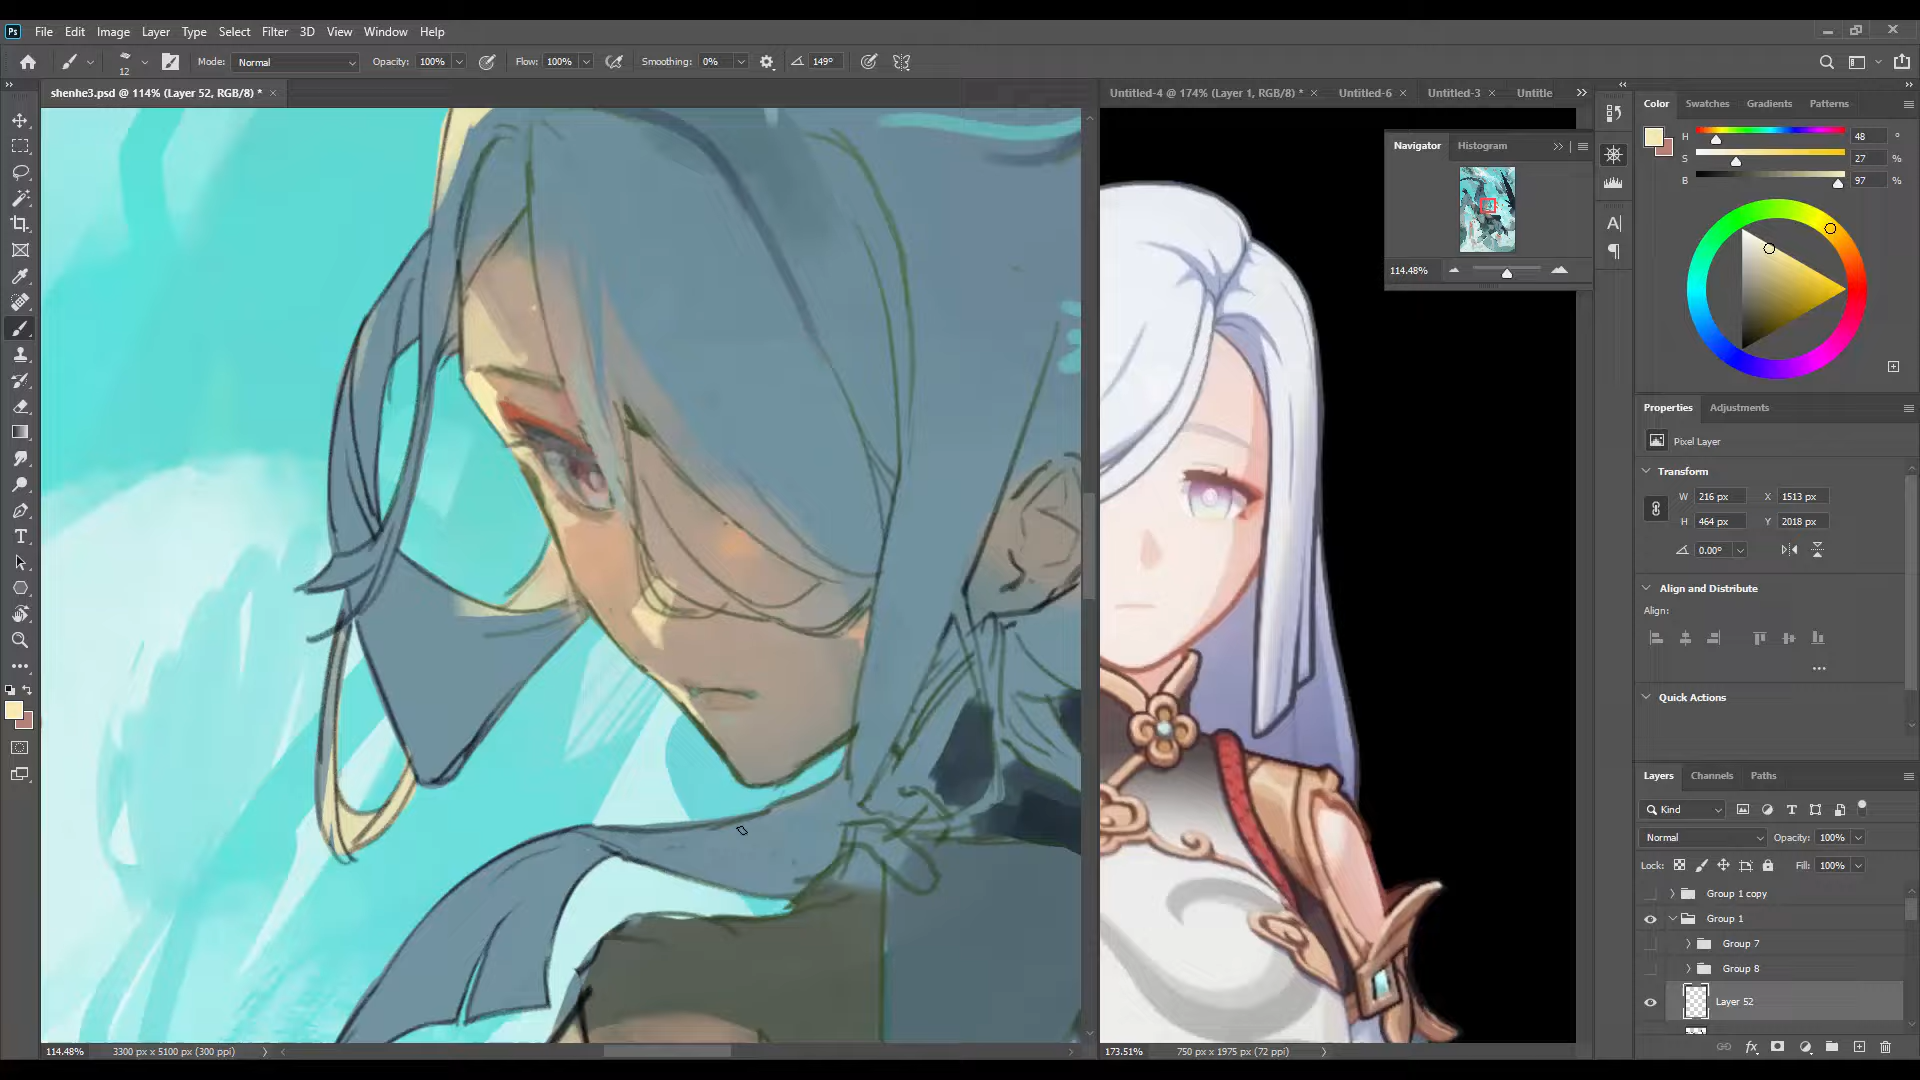 Ps File Edit Image Layer Type Select Filter 3D View Window Help
12 Mode: Normal Opacity: 100% Flow: 100% Smoothing: 0% 149°
shenhe3.psd @ 114% (Layer 52, RGB/8) * × Untitled-4 @ 174% (Layer 1, RGB/8) * × Untitled-6 × Untitled-3 × Untitle
Navigator Histogram
114.48%
Color Swatches Gradients Patterns
H 48 °
S 27 %
B 97 %
Properties Adjustments
Pixel Layer
Transform
W 216 px X 1513 px
H 464 px Y 2018 px
0.00°
Align and Distribute
Align:
Quick Actions
Layers Channels Paths
Kind
Normal Opacity: 100%
Lock: Fill: 100%
Group 1 copy
Group 1
Group 7
Group 8
Layer 52
114.48% 3300 px x 5100 px (300 ppi) 173.51% 750 px x 1975 px (72 ppi)